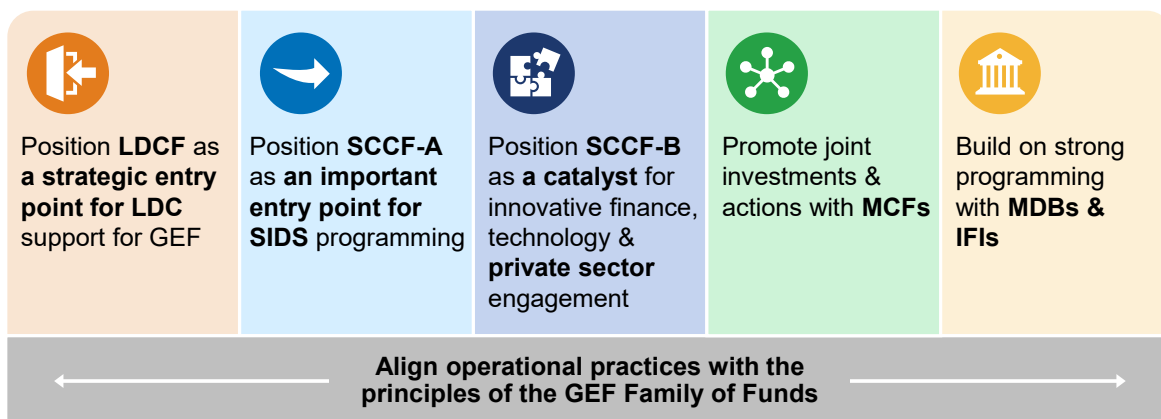 Position LDCF as
a strategic entry
point for LDC
support for GEF
Position SCCF-A
as an important
entry point for
SIDS programming
Position SCCF-B
as a catalyst for
innovative finance,
technology &
private sector
engagement
Promote joint
investments &
actions with MCFs
Build on strong
programming
with MDBs &
IFIs
Align operational practices with the
principles of the GEF Family of Funds